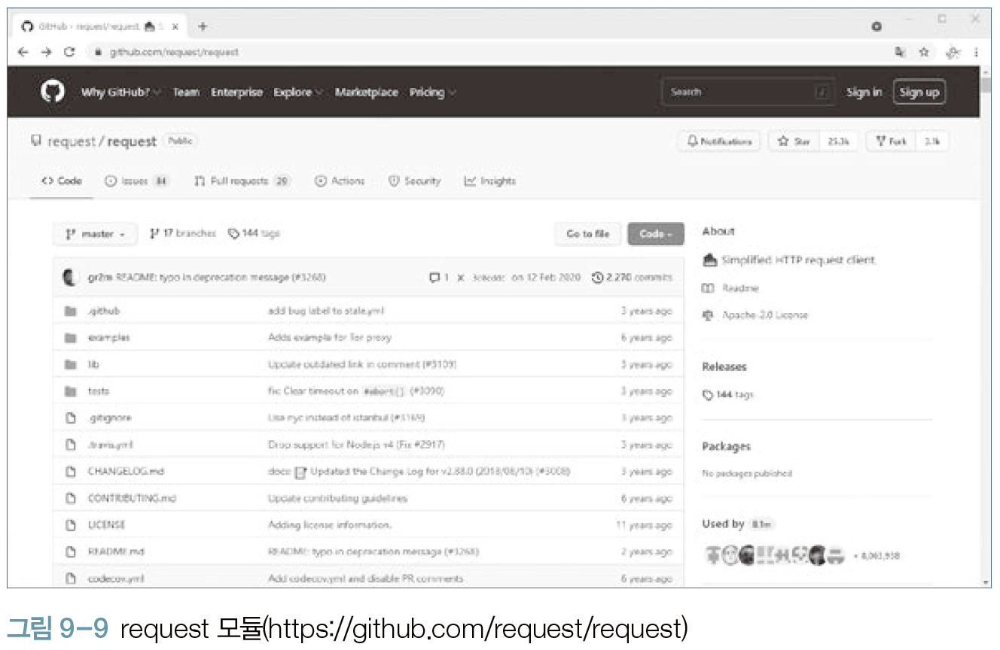 GitHub - request/request:
github.com/request/request
Why GitHub? Team Enterprise Explore Marketplace Pricing Search / Sign in Sign up
request / request Public Notifications Star Fork
Code Issues 84 Pull requests 29 Actions Security Insights
master 17 branches 144 tags Go to file Code
gr2m README: typo in deprecation message (#3268) 1 on 12 Feb 2020 2,270 commits
.github add bug label to stale.yml 3 years ago
examples Adds example for Tor proxy 6 years ago
lib Update outdated link in comment (#3109) 3 years ago
tests fix: Clear timeout on #abort() (#3090) 3 years ago
.gitignore Use nyc instead of istanbul (#3169) 3 years ago
.travis.yml Drop support for Node.js v4 (Fix #2917) 3 years ago
CHANGELOG.md docs: Updated the Change Log for v2.88.0 (2018/08/10) (#3008) 3 years ago
CONTRIBUTING.md Update contributing guidelines 6 years ago
LICENSE Adding license information. 11 years ago
README.md README: typo in deprecation message (#3268) 2 years ago
codecov.yml Add codecov.yml and disable PR comments 6 years ago
About
Simplified HTTP request client.
Readme
Apache-2.0 License
Releases
144 tags
Packages
No packages published
Used by 8.1m
그림 9-9 request 모듈(https://github.com/request/request)